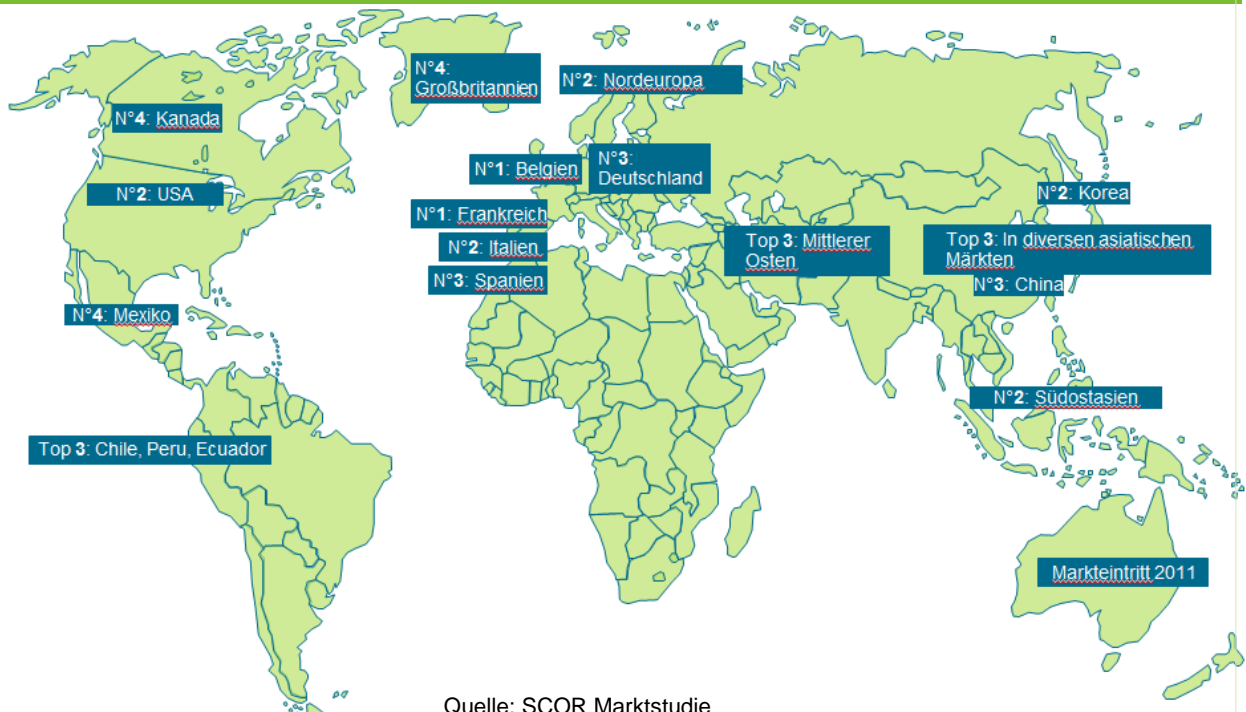 N°4:
Großbritannien
N°2: Nordeuropa
N°4: Kanada
N°1: Belgien
N°3:
Deutschland
N°2: USA
N°2: Korea
N°1: Frankreich
N°2: Italien
Top 3: Mittlerer
Osten
Top 3: In diversen asiatischen
Märkten
N°3: Spanien
N°3: China
N°4: Mexiko
N°2: Südostasien
Top 3: Chile, Peru, Ecuador
Markteintritt 2011
Quelle: SCOR Marktstudie